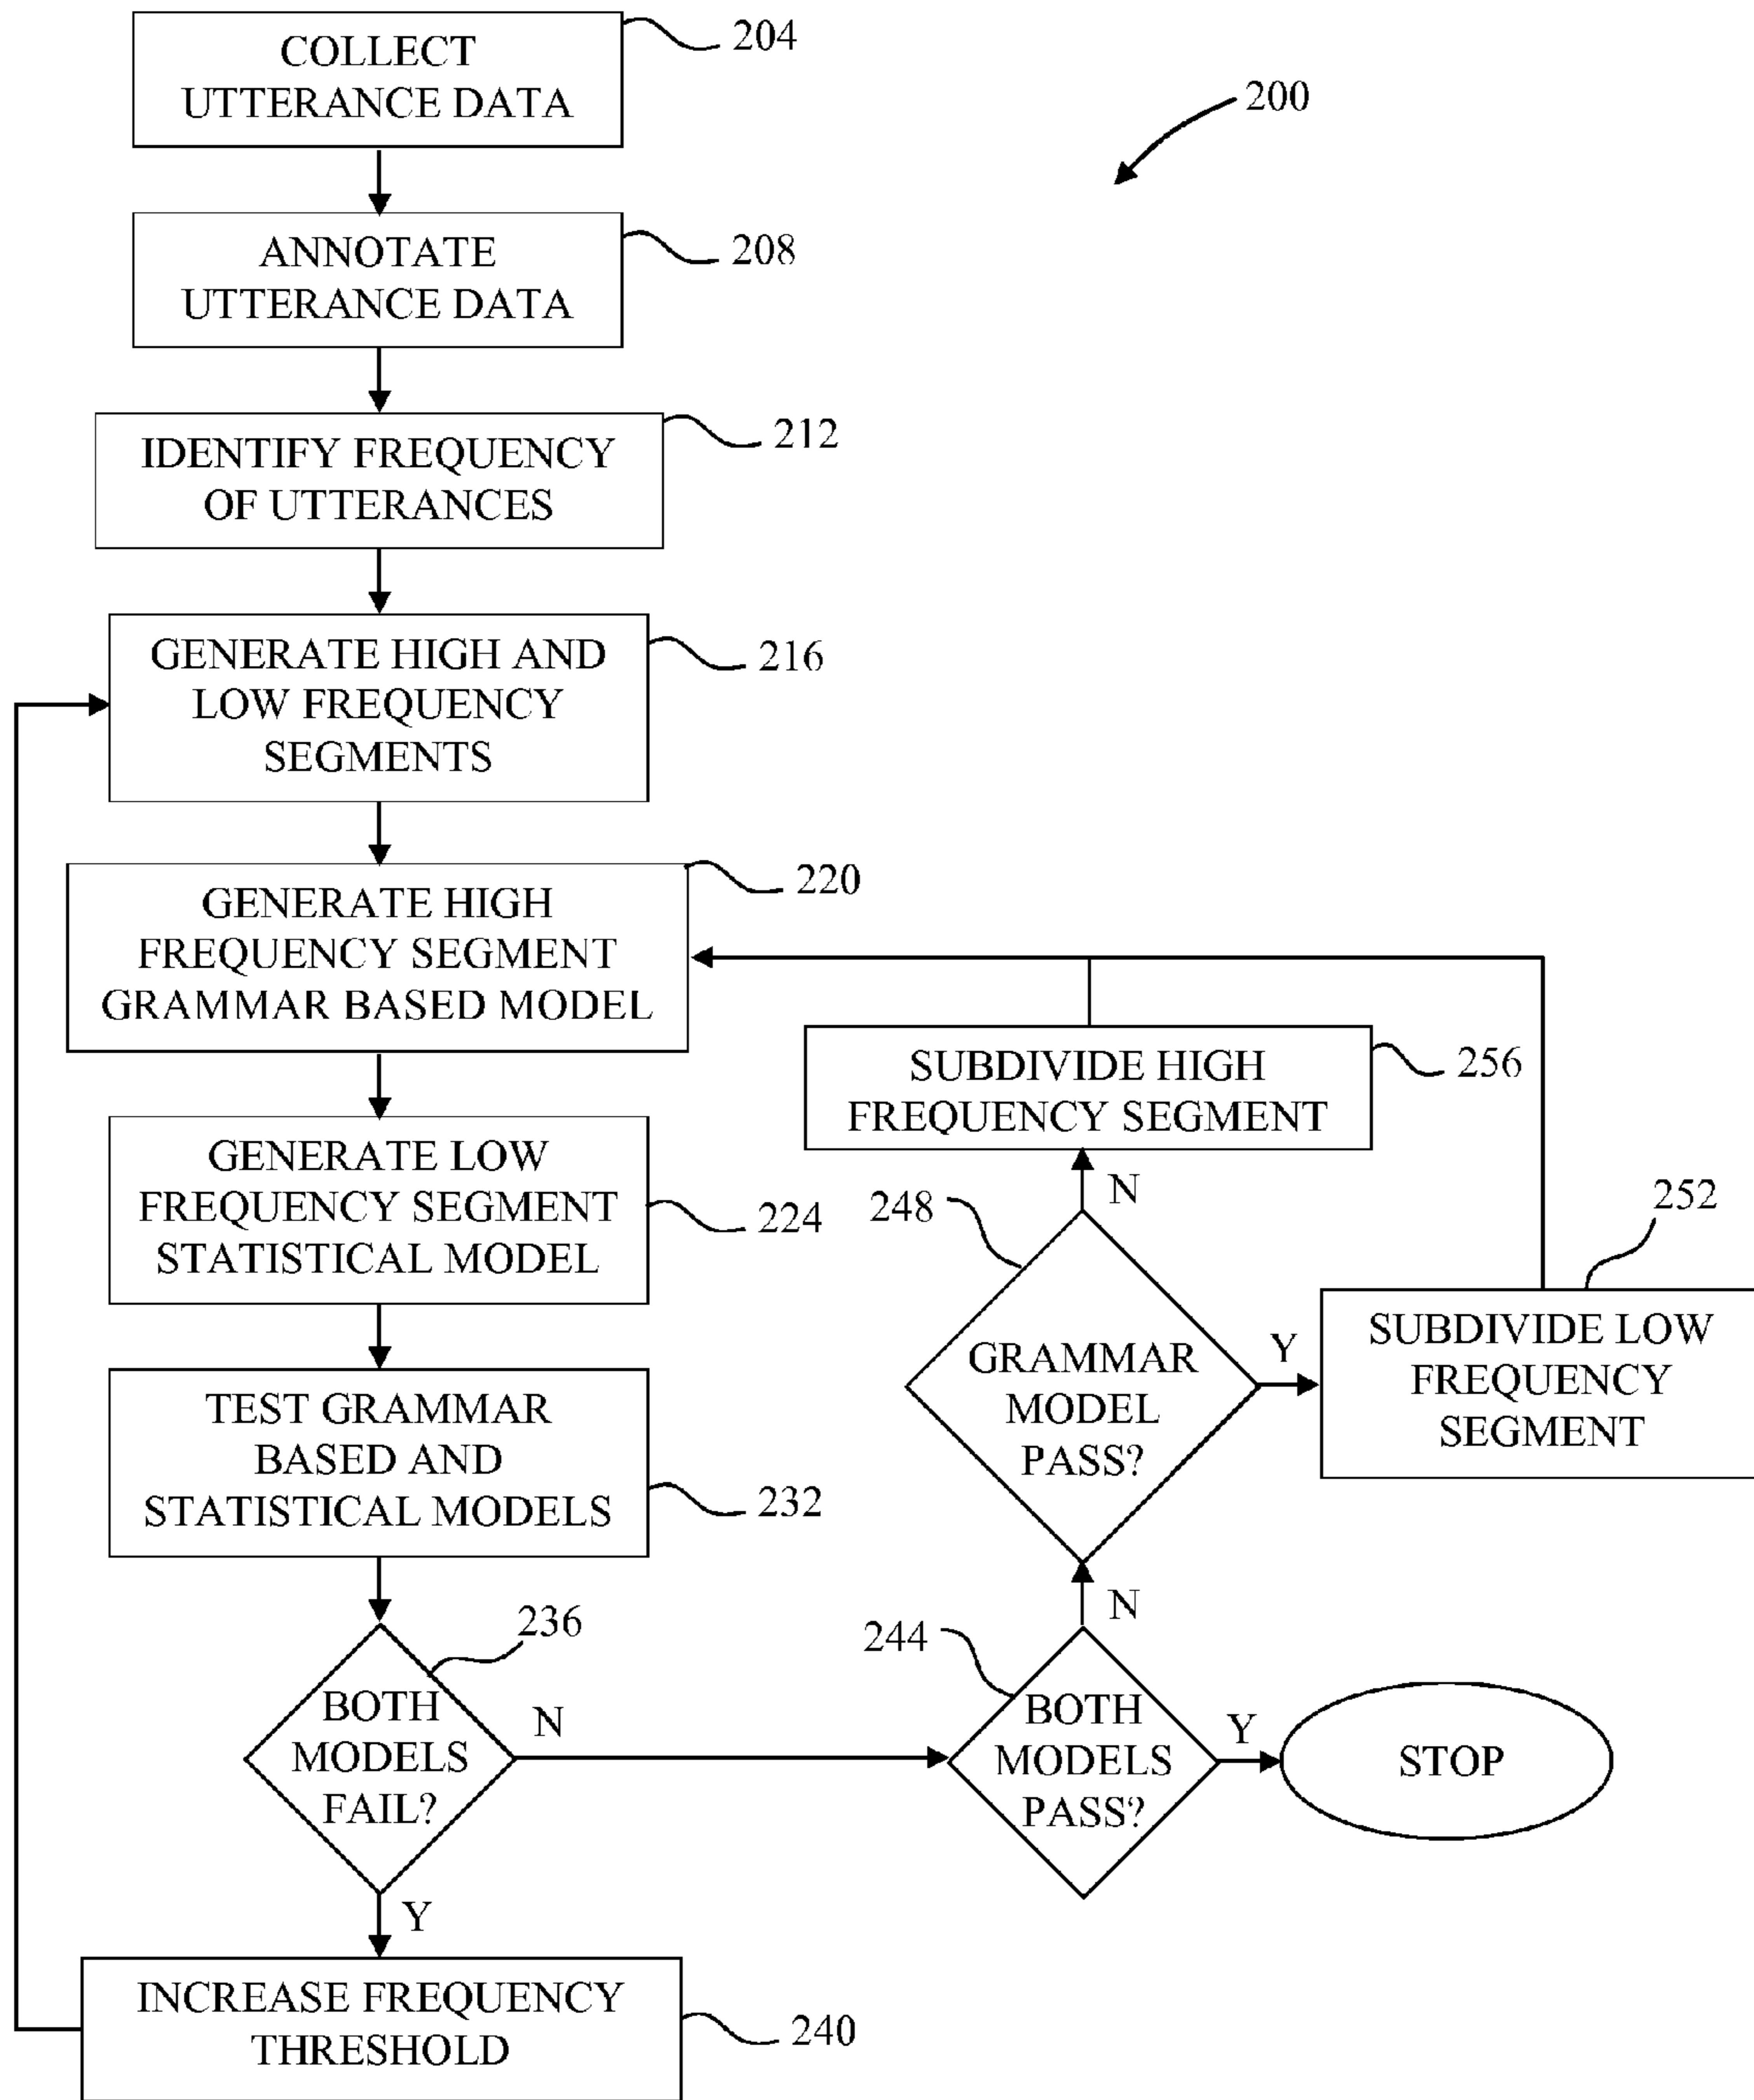 COLLECT
UTTERANCE DATA
204
200
ANNOTATE
UTTERANCE DATA
208
IDENTIFY FREQUENCY
OF UTTERANCES
212
GENERATE HIGH AND
LOW FREQUENCY
SEGMENTS
216
GENERATE HIGH
FREQUENCY SEGMENT
GRAMMAR BASED MODEL
220
GENERATE LOW
FREQUENCY SEGMENT
STATISTICAL MODEL
224
TEST GRAMMAR
BASED AND
STATISTICAL MODELS
232
BOTH
MODELS
FAIL?
236
N
Y
INCREASE FREQUENCY
THRESHOLD
240
BOTH
MODELS
PASS?
244
Y
STOP
N
GRAMMAR
MODEL
PASS?
248
Y
SUBDIVIDE LOW
FREQUENCY
SEGMENT
252
N
SUBDIVIDE HIGH
FREQUENCY SEGMENT
256